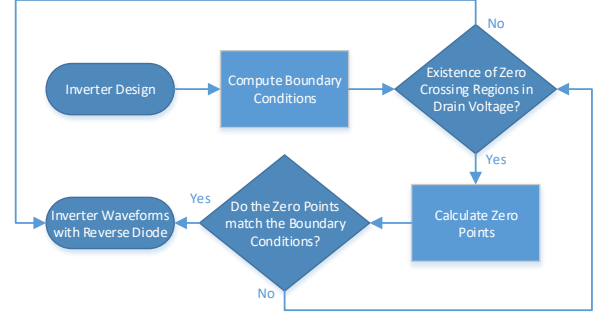 No
Inverter Design
Compute Boundary
Conditions
Existence of Zero
Crossing Regions in
Drain Voltage?
Yes
Calculate Zero
Points
Do the Zero Points
match the Boundary
Conditions?
Yes
Inverter Waveforms
with Reverse Diode
No